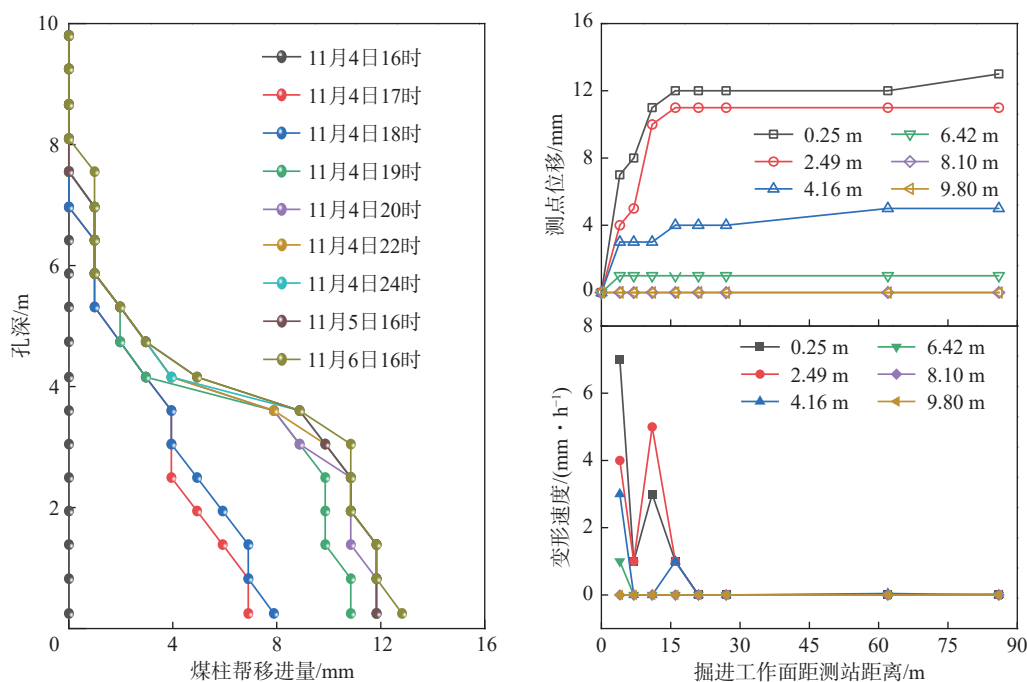 10
8
6
4
2
孔深/m
0
4
8
12
16
煤柱帮移进量/mm
11月4日16时
11月4日17时
11月4日18时
11月4日19时
11月4日20时
11月4日22时
11月4日24时
11月5日16时
11月6日16时
16
12
8
4
0
测点位移/mm
0.25 m
2.49 m
4.16 m
6.42 m
8.10 m
9.80 m
8
6
4
2
0
变形速度/(mm·h⁻¹)
0.25 m
2.49 m
4.16 m
6.42 m
8.10 m
9.80 m
0
15
30
45
60
75
90
掘进工作面距测站距离/m